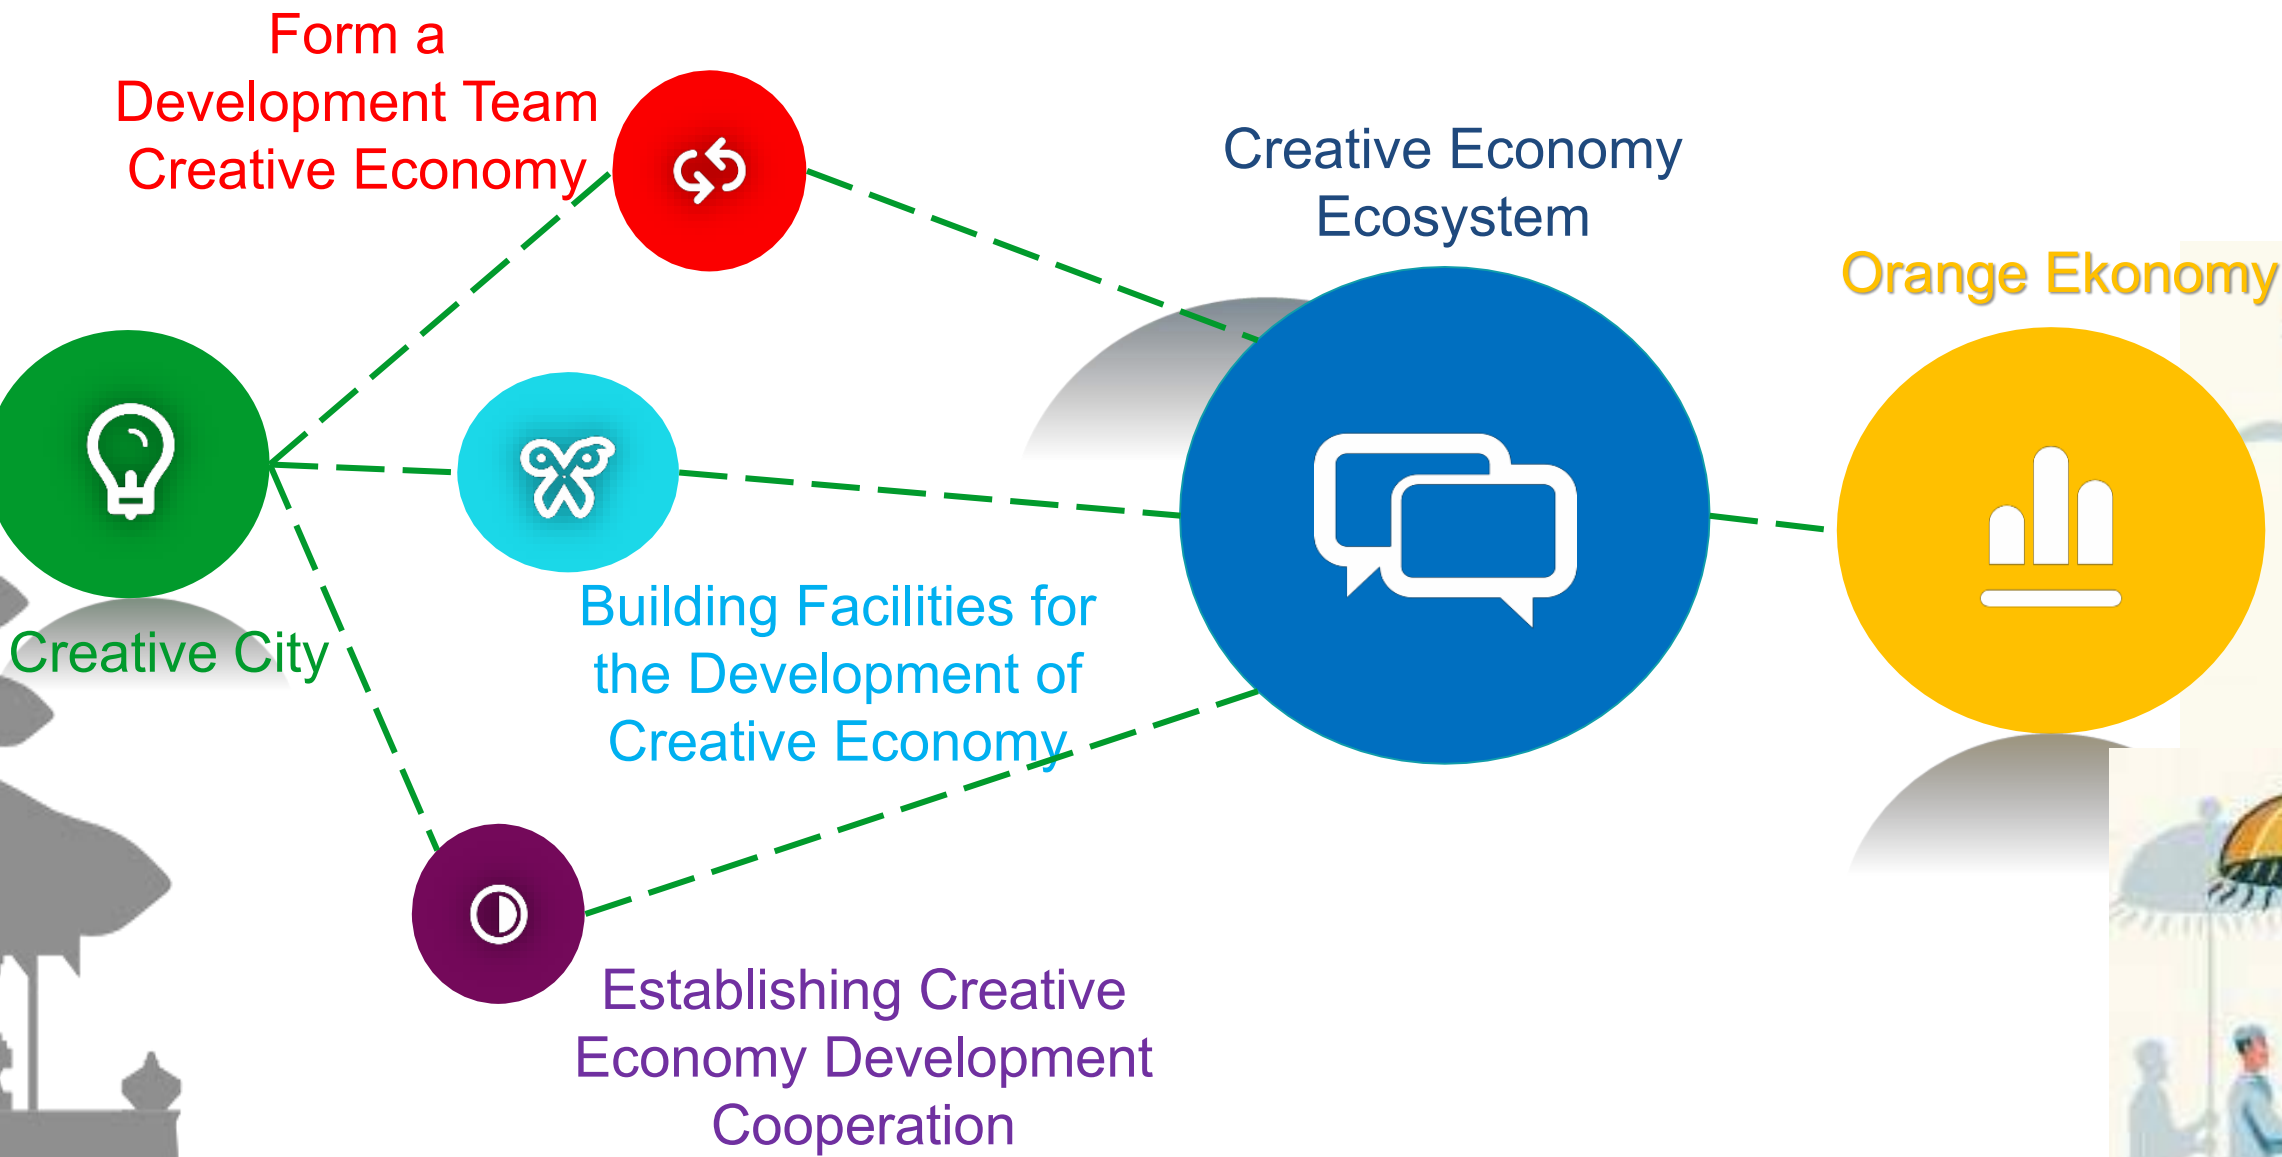 Form a
Development Team
Creative Economy
Creative Economy
Ecosystem
Orange Ekonomy
Creative City
Building Facilities for
the Development of
Creative Economy
Establishing Creative
Economy Development
Cooperation